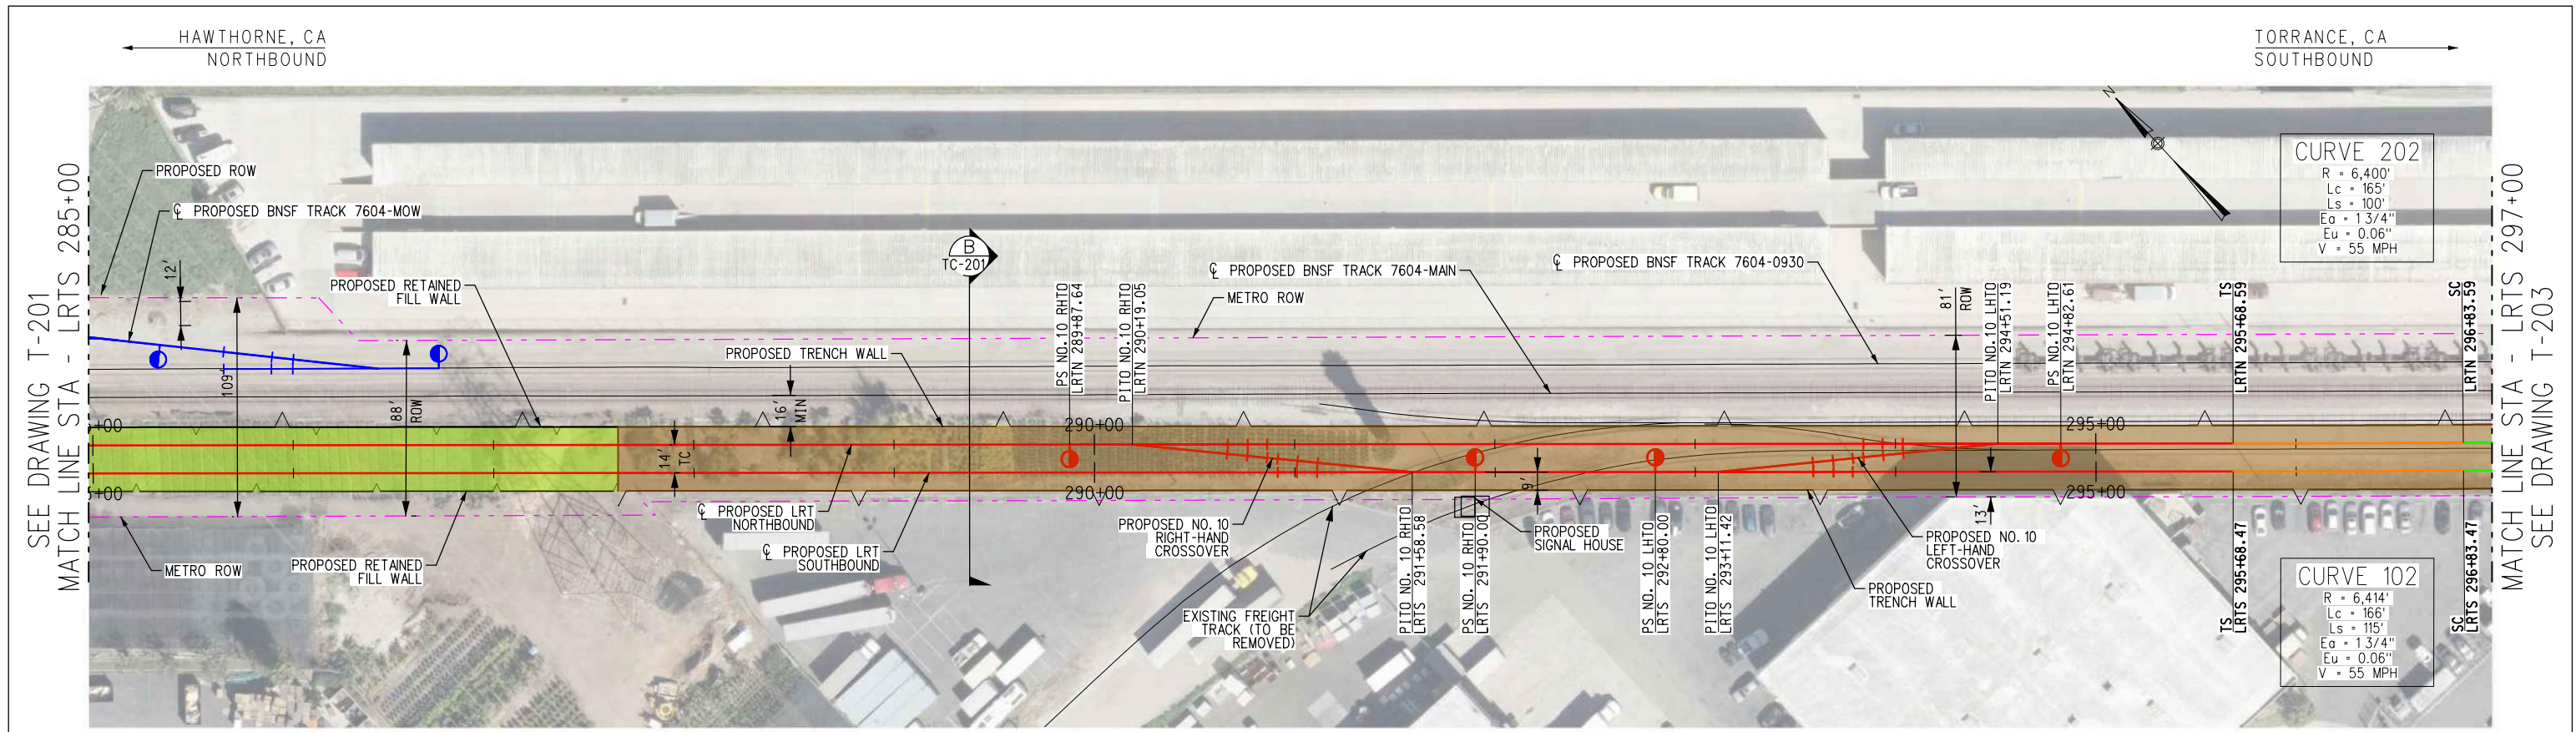 HAWTHORNE, CA
NORTHBOUND
TORRANCE, CA
SOUTHBOUND
SEE DRAWING T-201
MATCH LINE STA - LRTS 285+00
PROPOSED ROW
℄ PROPOSED BNSF TRACK 7604-MOW
12'
109'
PROPOSED RETAINED
FILL WALL
88'
ROW
B
TC-201
16'
MIN
PROPOSED TRENCH WALL
PS NO.10 RHTO
LRTN 289+87.64
PITO NO.10 RHTO
LRTN 290+19.05
℄ PROPOSED BNSF TRACK 7604-MAIN
METRO ROW
℄ PROPOSED BNSF TRACK 7604-0930
N
81'
ROW
PITO NO.10 LHTO
LRTN 294+51.19
PS NO.10 LHTO
LRTN 294+82.61
TS
LRTN 295+68.59
SC
LRTN 296+83.59
CURVE 202
R = 6,400'
Lc = 165'
Ls = 100'
Ea = 1 3/4"
Eu = 0.06"
V = 55 MPH
MATCH LINE STA - LRTS 297+00
SEE DRAWING T-203
+00
290+00
295+00
14'
TC
+00
290+00
9'
295+00
13'
METRO ROW
PROPOSED RETAINED
FILL WALL
℄ PROPOSED LRT
NORTHBOUND
℄ PROPOSED LRT
SOUTHBOUND
PROPOSED NO.10
RIGHT-HAND
CROSSOVER
EXISTING FREIGHT
TRACK (TO BE
REMOVED)
PITO NO. 10 RHTO
LRTS 291+58.58
PS NO. 10 RHTO
LRTS 291+90.00
PROPOSED
SIGNAL HOUSE
PS NO. 10 LHTO
LRTS 292+80.00
PITO NO. 10 LHTO
LRTS 293+11.42
PROPOSED NO.10
LEFT-HAND
CROSSOVER
PROPOSED
TRENCH WALL
TS
LRTS 295+68.47
SC
LRTS 296+83.47
CURVE 102
R = 6,414'
Lc = 166'
Ls = 115'
Ea = 1 3/4"
Eu = 0.06"
V = 55 MPH